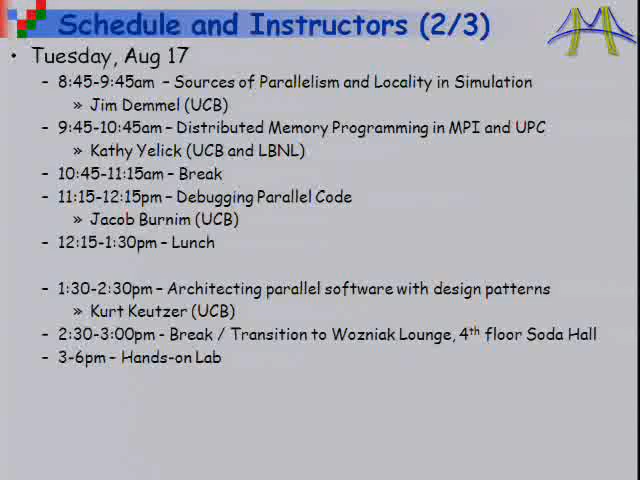 Schedule and Instructors (2/3)
• Tuesday, Aug 17
– 8:45-9:45am – Sources of Parallelism and Locality in Simulation
» Jim Demmel (UCB)
– 9:45-10:45am – Distributed Memory Programming in MPI and UPC
» Kathy Yelick (UCB and LBNL)
– 10:45-11:15am – Break
– 11:15-12:15pm – Debugging Parallel Code
» Jacob Burnim (UCB)
– 12:15-1:30pm – Lunch
– 1:30-2:30pm – Architecting parallel software with design patterns
» Kurt Keutzer (UCB)
– 2:30-3:00pm - Break / Transition to Wozniak Lounge, 4th floor Soda Hall
– 3-6pm – Hands-on Lab